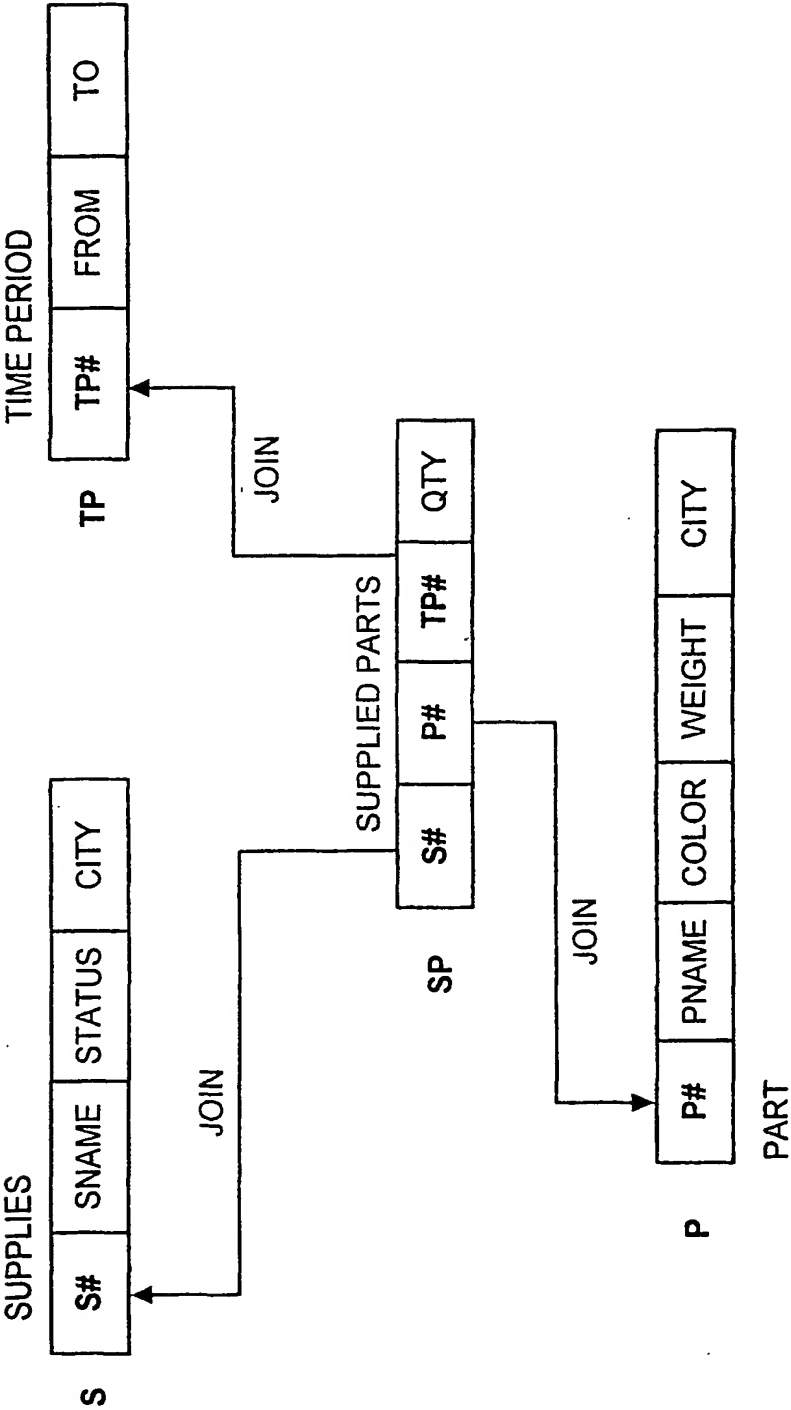 SUPPLIES
S
S# SNAME STATUS CITY
TIME PERIOD
TP
TP# FROM TO
JOIN
JOIN
SUPPLIED PARTS
SP
S# P# TP# QTY
JOIN
P
P# PNAME COLOR WEIGHT CITY
PART